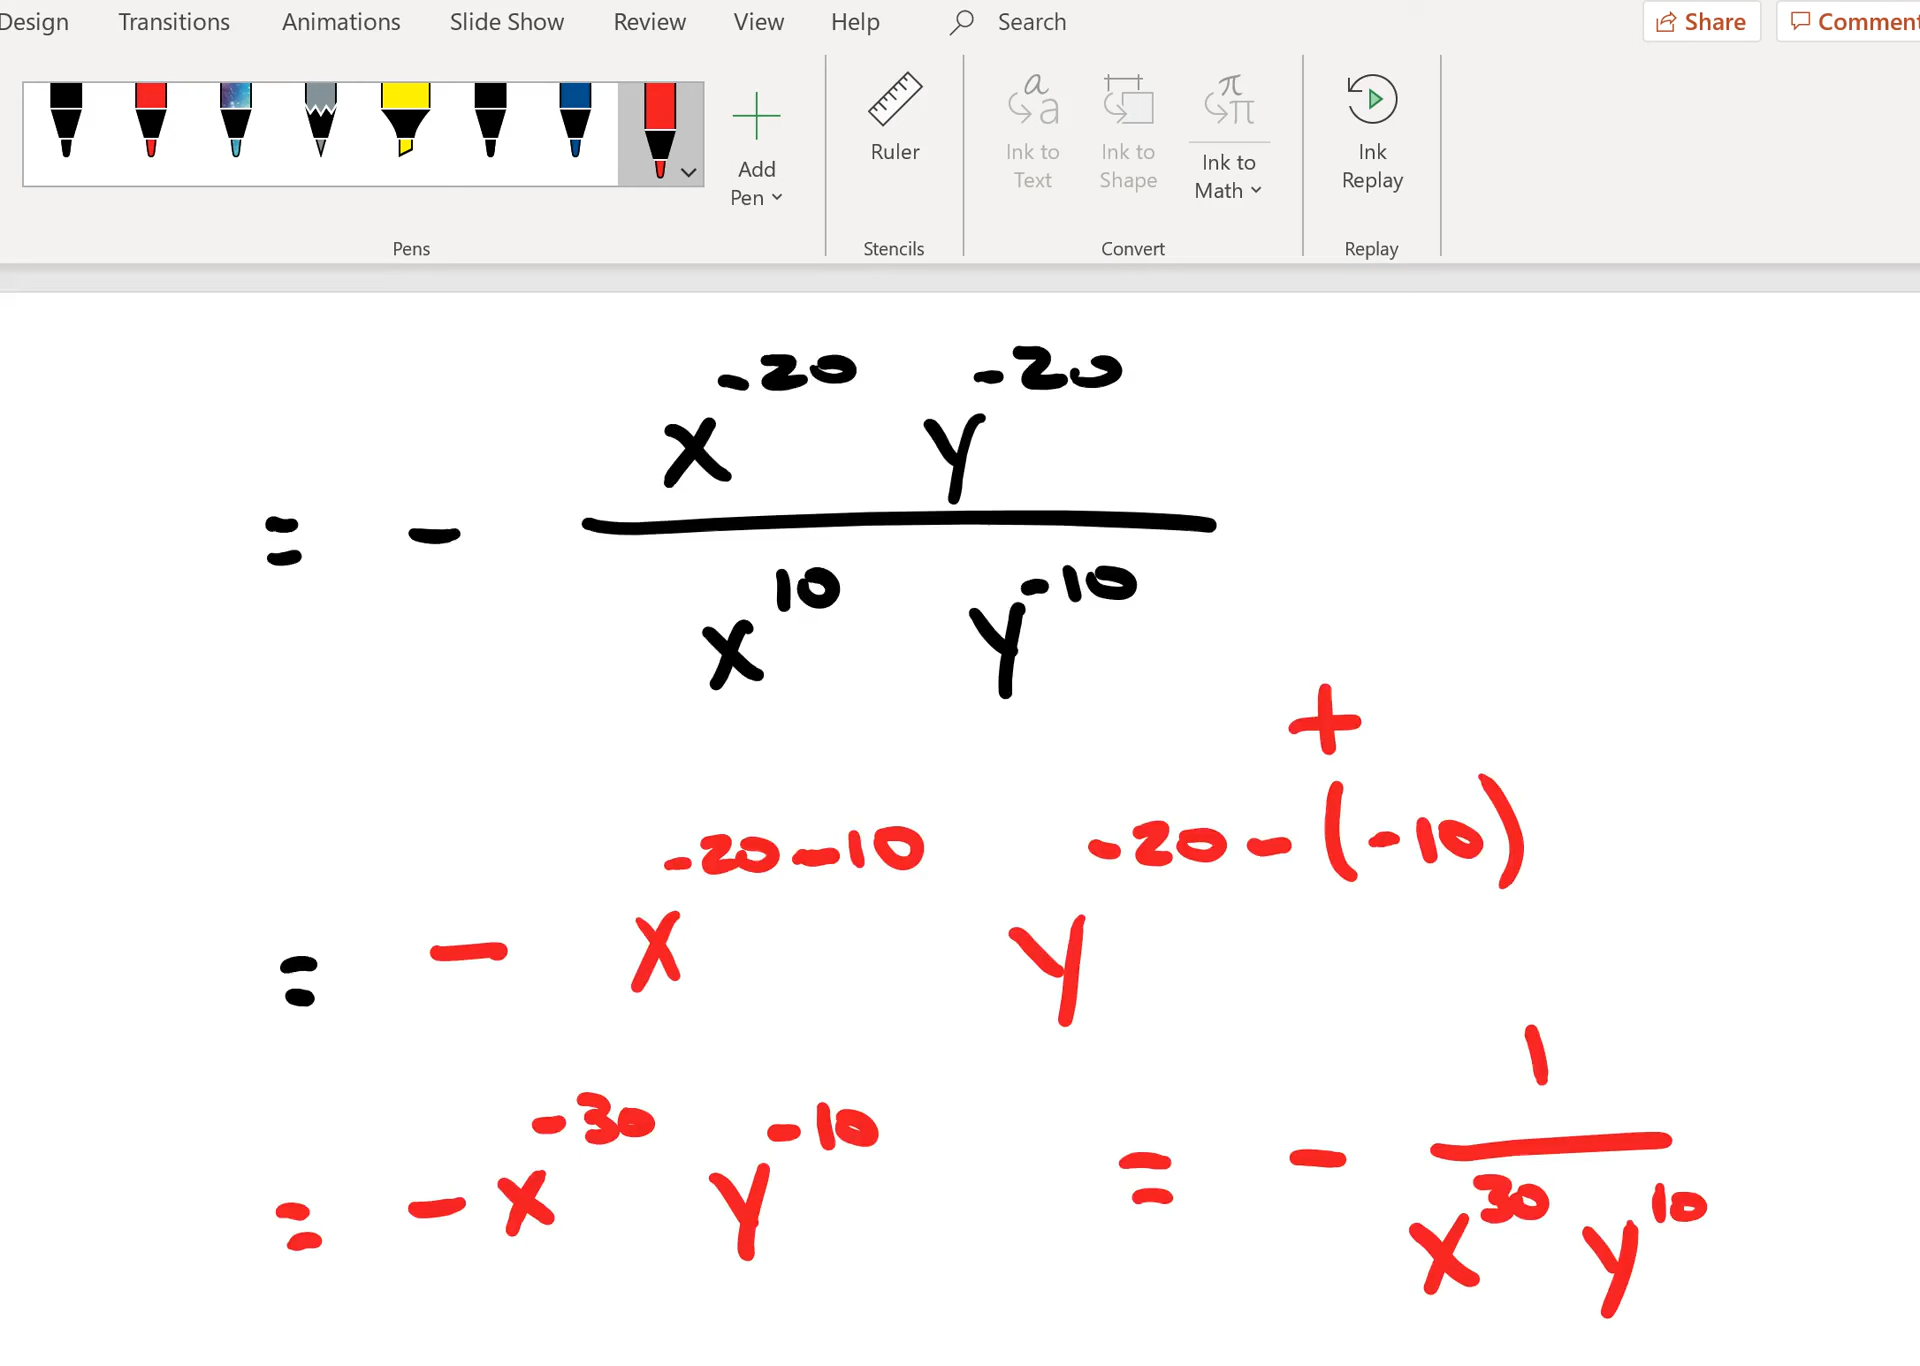 Design Transitions Animations Slide Show Review View Help Search Share Comment
Add Pen Ruler Ink to Text Ink to Shape Ink to Math Ink Replay
Pens Stencils Convert Replay
x^-20 y^-20
= - ―――――
x^10 y^-10
+
= - x^-20-10 y^-20-(-10)
= - x^-30 y^-10 = - 1/(x^30 y^10)